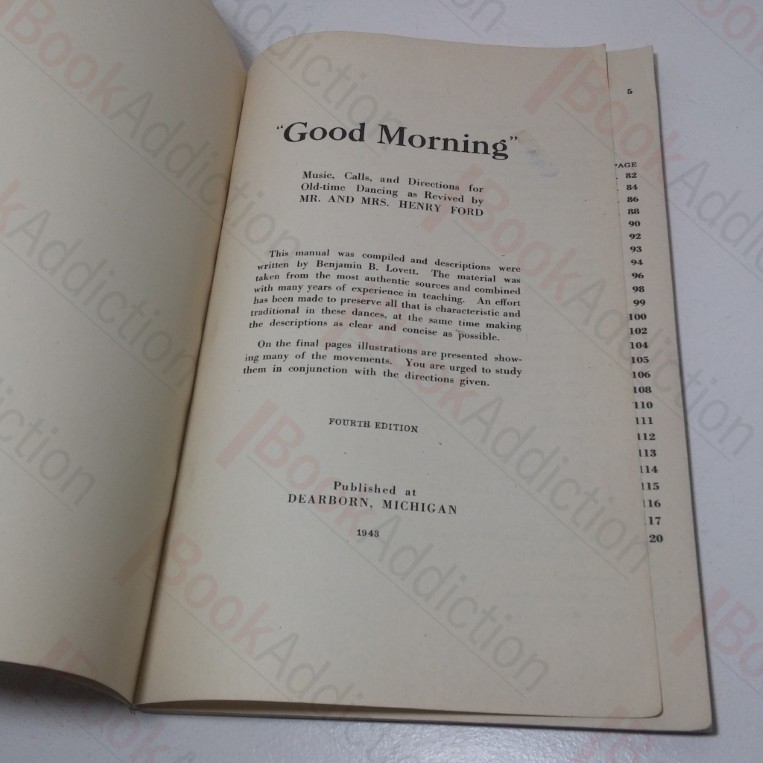 "Good Morning"
Music, Calls, and Directions for
Old-time Dancing as Revived by
MR. AND MRS. HENRY FORD
This manual was compiled and descriptions were
written by Benjamin B. Lovett. The material was
taken from the most authentic sources and combined
with many years of experience in teaching. An effort
has been made to preserve all that is characteristic and
traditional in these dances, at the same time making
the descriptions as clear and concise as possible.
On the final pages illustrations are presented show-
ing many of the movements. You are urged to study
them in conjunction with the directions given.
FOURTH EDITION
Published at
DEARBORN, MICHIGAN
1943
5
PAGE
82
84
86
88
90
92
93
94
96
98
99
100
102
104
105
106
108
110
111
112
113
114
115
116
17
20
BookAddiction